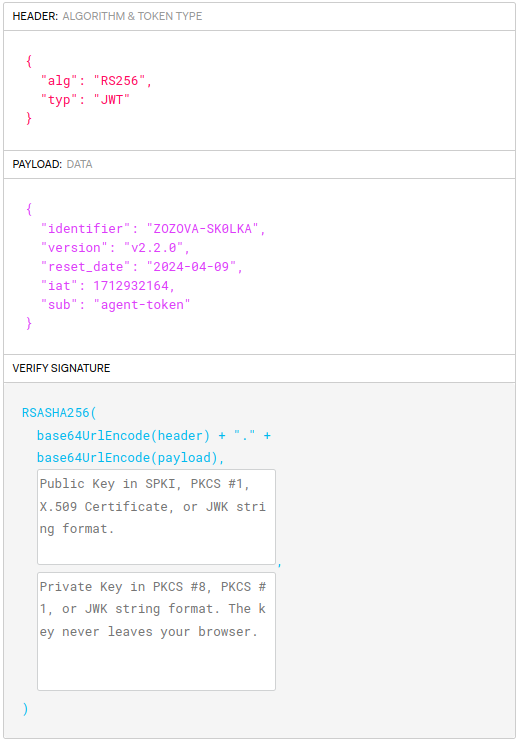 HEADER: ALGORITHM & TOKEN TYPE
{
"alg": "RS256",
"typ": "JWT"
}
PAYLOAD: DATA
{
"identifier": "ZOZOVA-SK0LKA",
"version": "v2.2.0",
"reset_date": "2024-04-09",
"iat": 1712932164,
"sub": "agent-token"
}
VERIFY SIGNATURE
RSASHA256(
base64UrlEncode(header) + "." +
base64UrlEncode(payload),
Public Key in SPKI, PKCS #1,
X.509 Certificate, or JWK stri
ng format.
,
Private Key in PKCS #8, PKCS #
1, or JWK string format. The k
ey never leaves your browser.
)